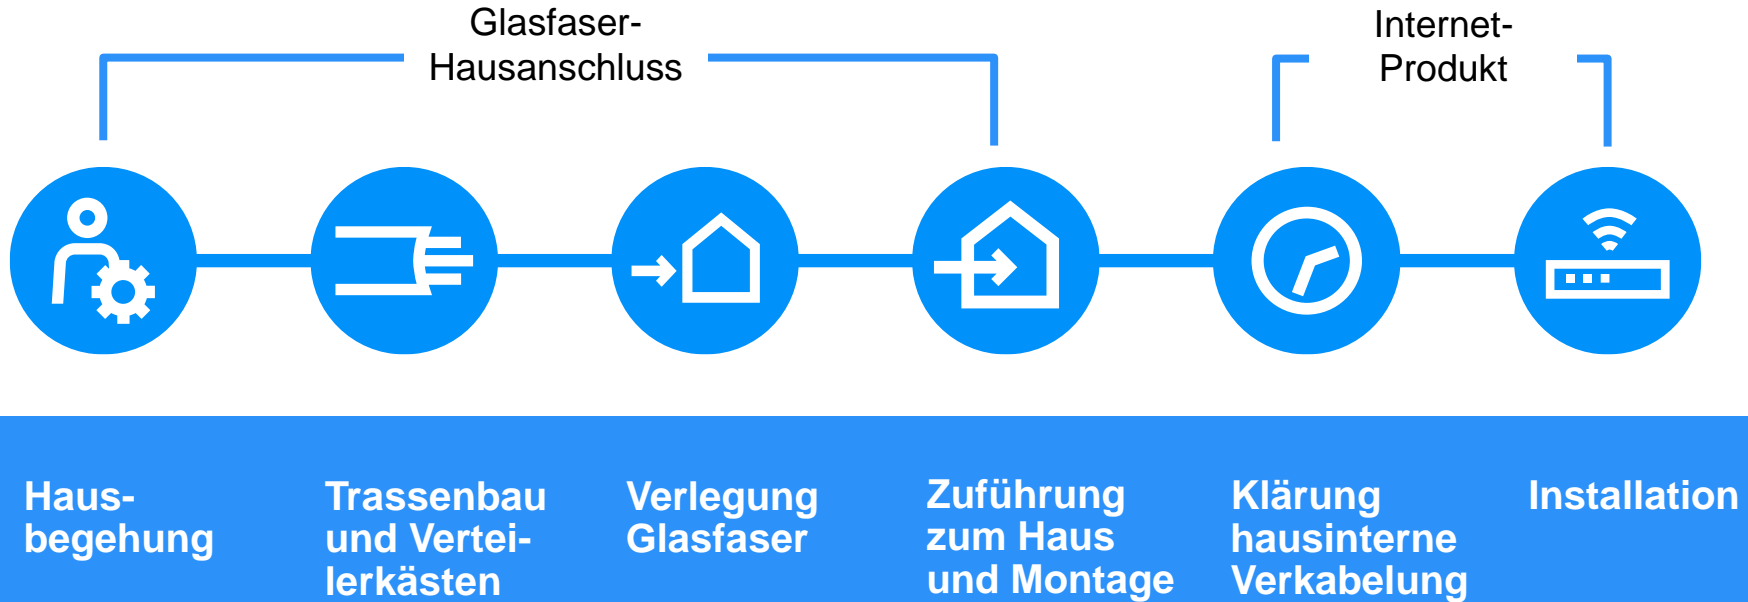 Glasfaser-
Hausanschluss
Internet-
Produkt
Haus-
begehung
Trassenbau
und Vertei-
lerkästen
Verlegung
Glasfaser
Zuführung
zum Haus
und Montage
Klärung
hausinterne
Verkabelung
Installation